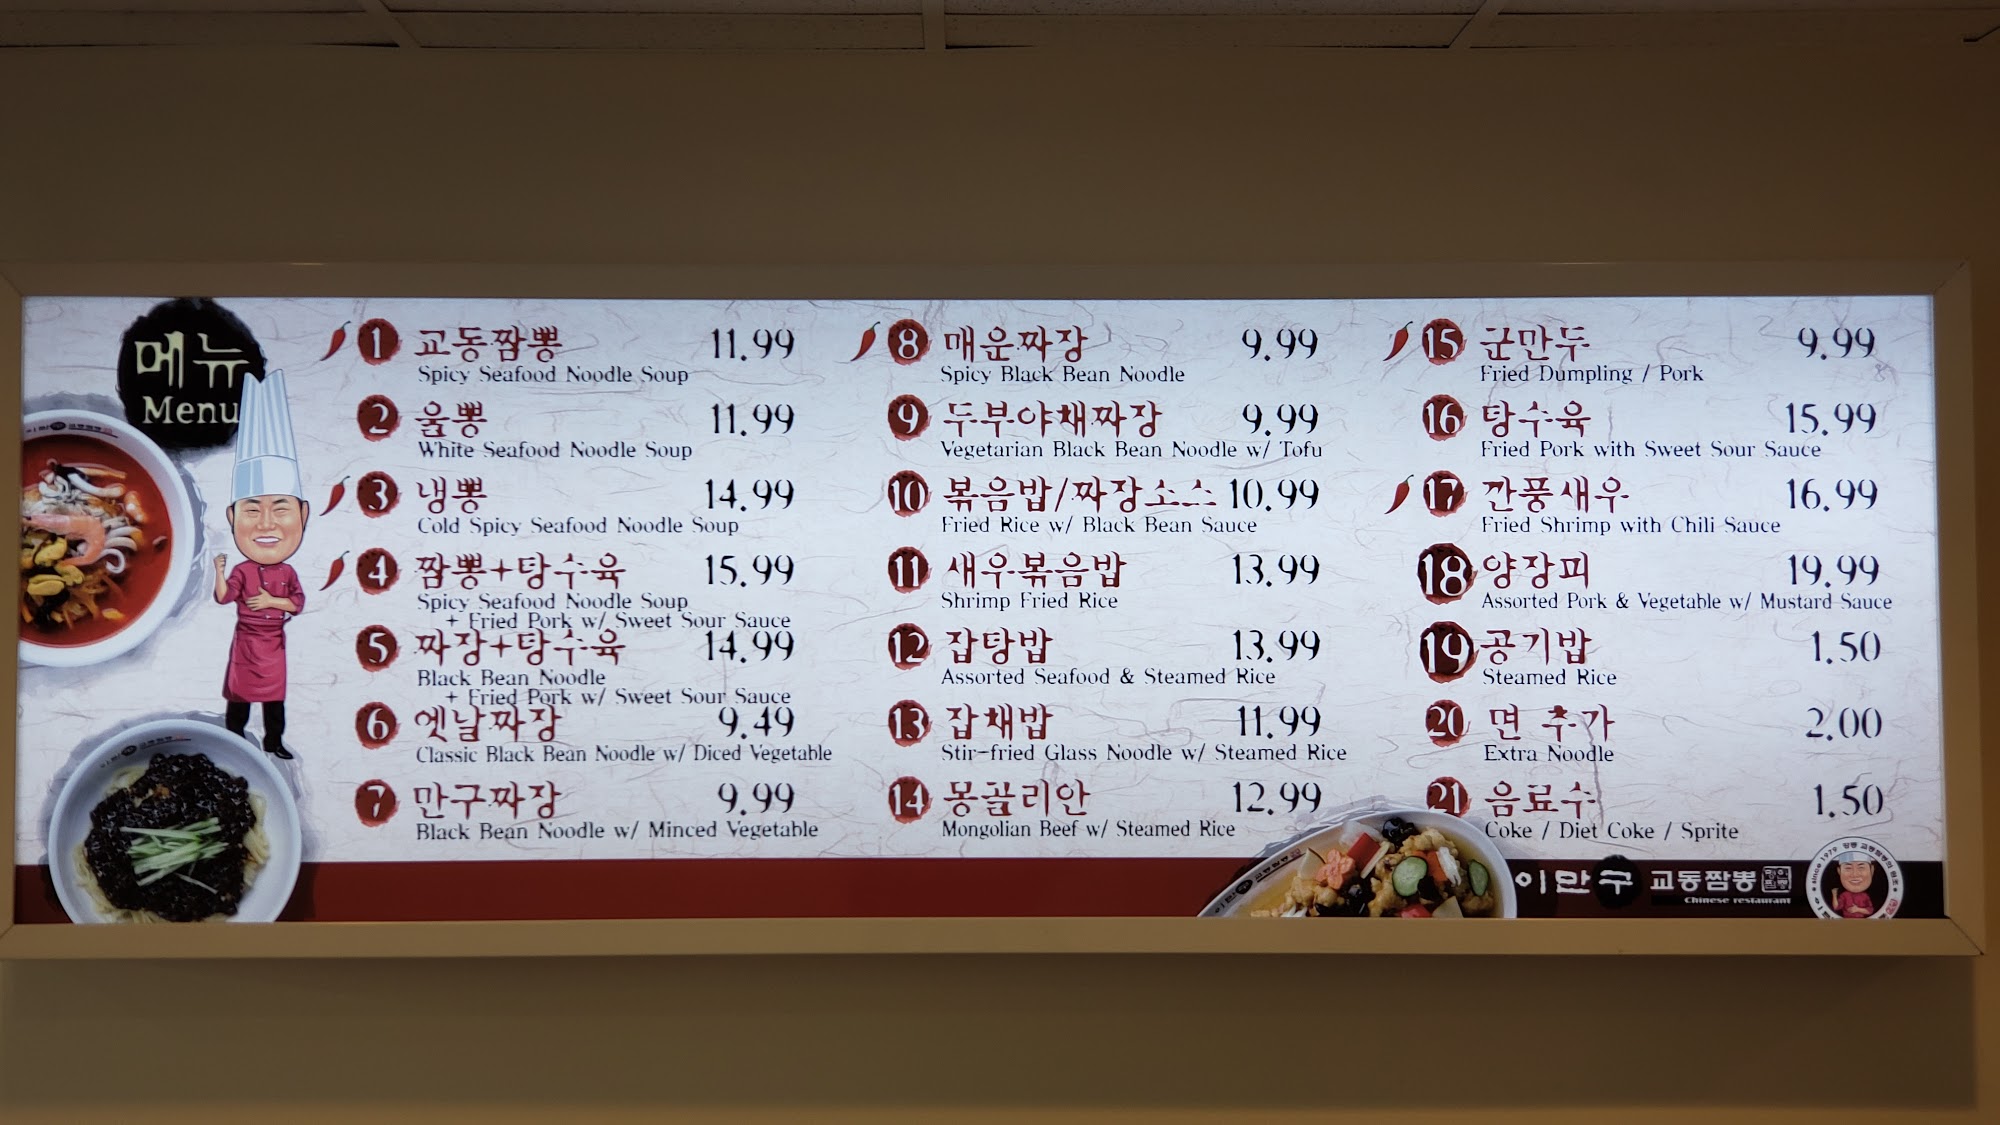 메뉴
Menu
1 교동짬뽕 11.99
Spicy Seafood Noodle Soup
2 울뽕 11.99
White Seafood Noodle Soup
3 냉뽕 14.99
Cold Spicy Seafood Noodle Soup
4 짬뽕+탕수육 15.99
Spicy Seafood Noodle Soup
+ Fried Pork w/ Sweet Sour Sauce
5 짜장+탕수육 14.99
Black Bean Noodle
+ Fried Pork w/ Sweet Sour Sauce
6 옛날짜장 9.49
Classic Black Bean Noodle w/ Diced Vegetable
7 만구짜장 9.99
Black Bean Noodle w/ Minced Vegetable
8 매운짜장 9.99
Spicy Black Bean Noodle
9 두부야채짜장 9.99
Vegetarian Black Bean Noodle w/ Tofu
10 볶음밥/짜장소스 10.99
Fried Rice w/ Black Bean Sauce
11 새우볶음밥 13.99
Shrimp Fried Rice
12 잡탕밥 13.99
Assorted Seafood & Steamed Rice
13 잡채밥 11.99
Stir-fried Glass Noodle w/ Steamed Rice
14 몽골리안 12.99
Mongolian Beef w/ Steamed Rice
15 군만두 9.99
Fried Dumpling / Pork
16 탕수육 15.99
Fried Pork with Sweet Sour Sauce
17 깐풍새우 16.99
Fried Shrimp with Chili Sauce
18 양장피 19.99
Assorted Pork & Vegetable w/ Mustard Sauce
19 공기밥 1.50
Steamed Rice
20 면 추가 2.00
Extra Noodle
21 음료수 1.50
Coke / Diet Coke / Sprite
이만구 교동짬뽕
Chinese restaurant
since 1979